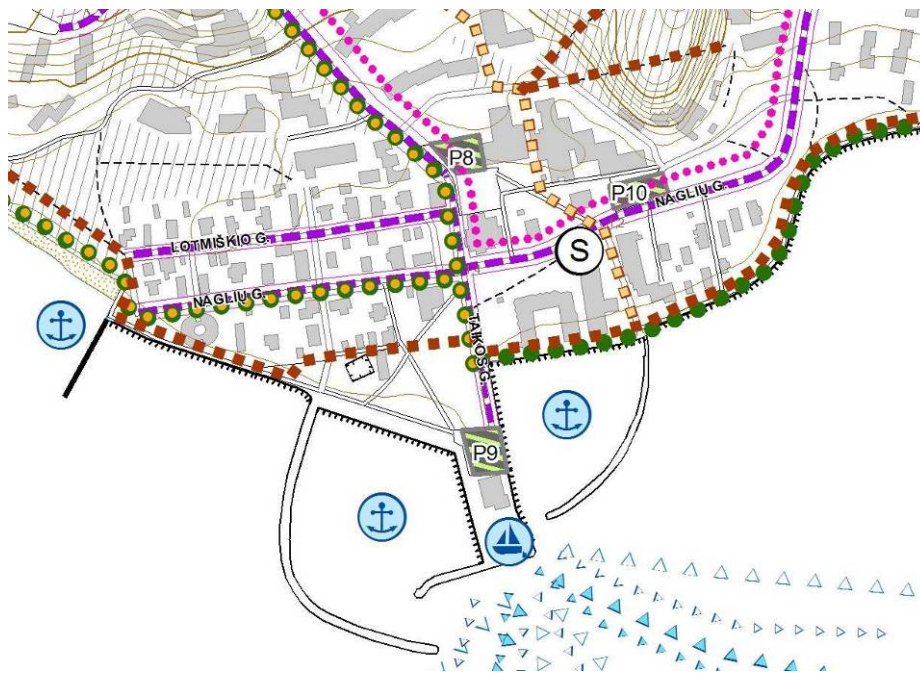 P8
P10
NAGLIŲ G.
LOTMIŠKIO G.
S
NAGLIŲ G.
TAIKOS G.
P9